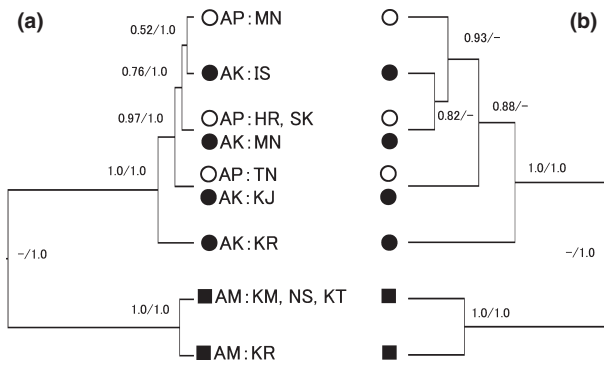 (a)
(b)
0.52/1.0
AP:MN
0.93/–
0.76/1.0
AK:IS
0.97/1.0
AP:HR, SK
AK:MN
0.82/–
0.88/–
1.0/1.0
AP:TN
AK:KJ
1.0/1.0
AK:KR
–/1.0
–/1.0
AM:KM, NS, KT
1.0/1.0
1.0/1.0
AM:KR